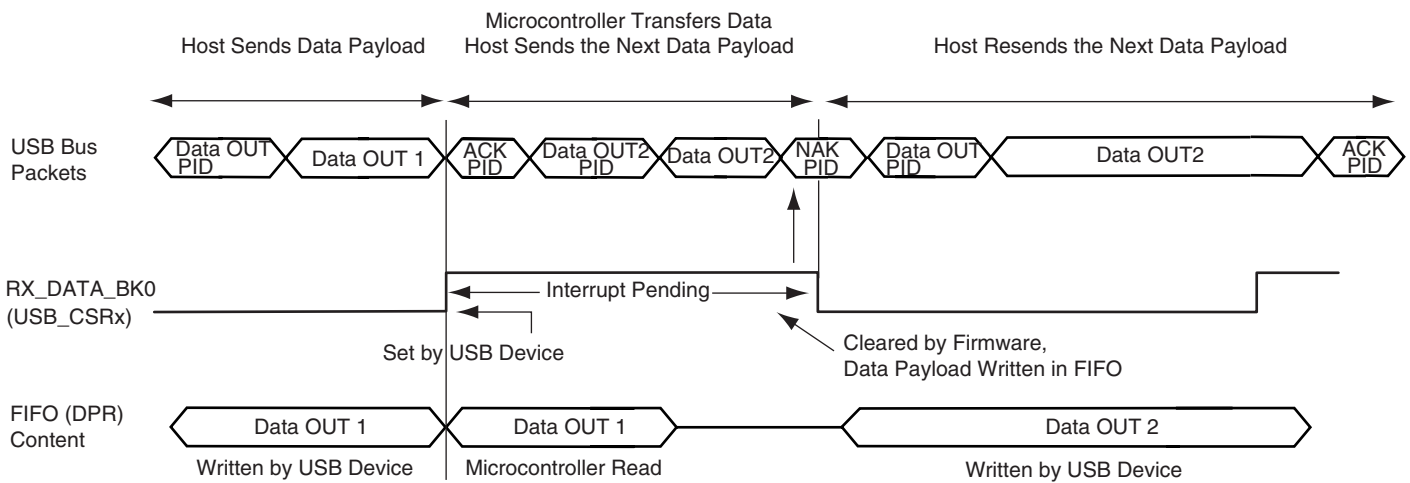 Host Sends Data Payload
Microcontroller Transfers Data
Host Sends the Next Data Payload
Host Resends the Next Data Payload
USB Bus
Packets
Data OUT
PID
Data OUT 1
ACK
PID
Data OUT2
PID
Data OUT2
NAK
PID
Data OUT
PID
Data OUT2
ACK
PID
RX_DATA_BK0
(USB_CSRx)
Interrupt Pending
Set by USB Device
Cleared by Firmware,
Data Payload Written in FIFO
FIFO (DPR)
Content
Data OUT 1
Data OUT 1
Data OUT 2
Written by USB Device
Microcontroller Read
Written by USB Device